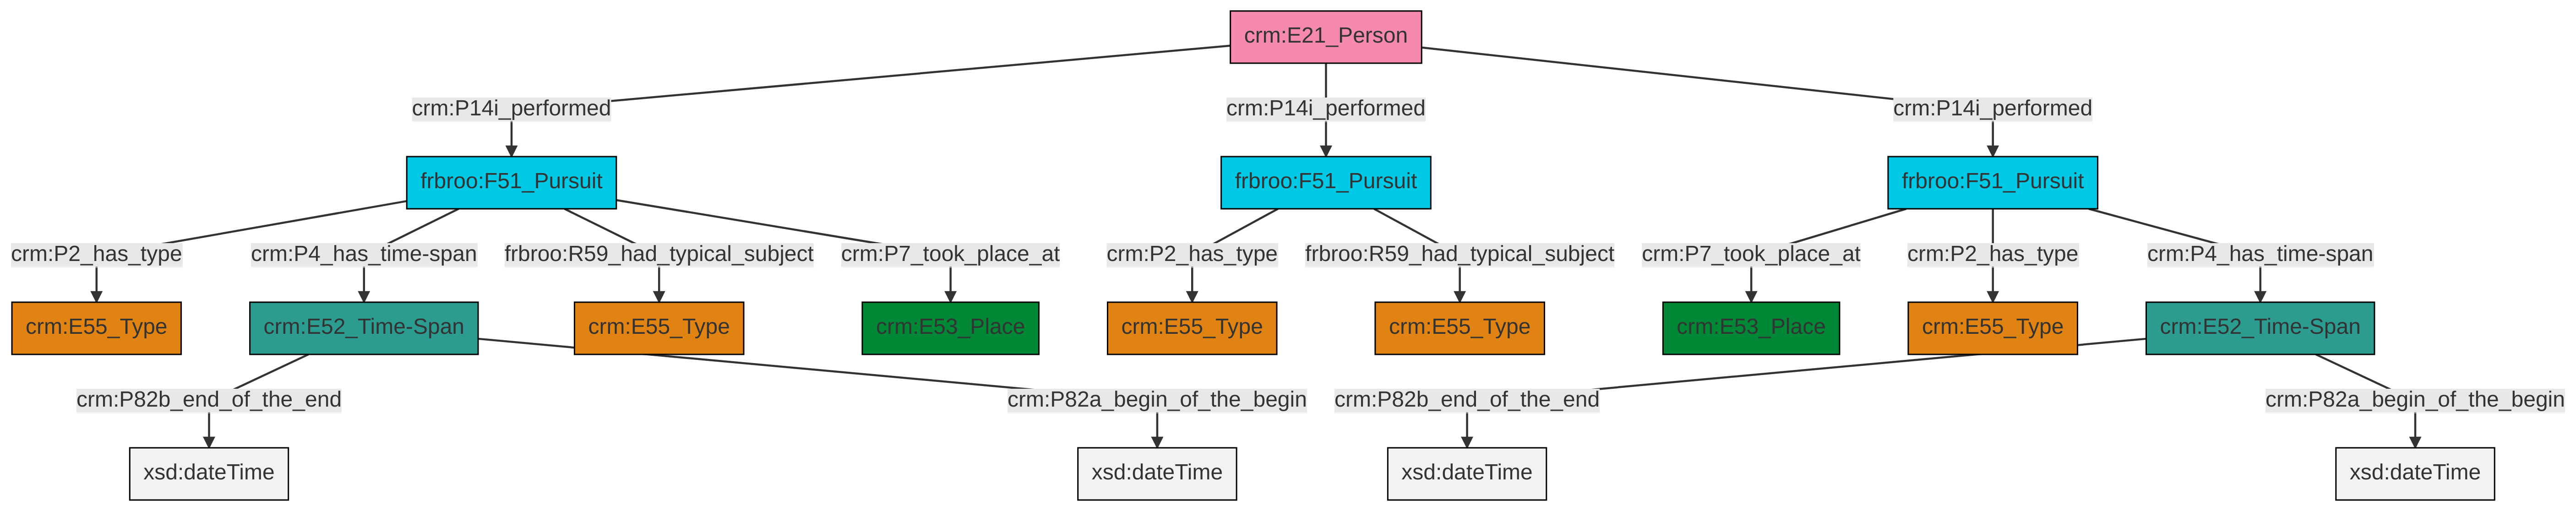 crm:E21_Person
crm:P14i_performed
crm:P14i_performed
crm:P14i_performed
frbroo:F51_Pursuit
frbroo:F51_Pursuit
frbroo:F51_Pursuit
crm:P2_has_type
crm:P4_has_time-span
frbroo:R59_had_typical_subject
crm:P7_took_place_at
crm:P2_has_type
frbroo:R59_had_typical_subject
crm:P7_took_place_at
crm:P2_has_type
crm:P4_has_time-span
crm:E55_Type
crm:E52_Time-Span
crm:E55_Type
crm:E53_Place
crm:E55_Type
crm:E55_Type
crm:E53_Place
crm:E55_Type
crm:E52_Time-Span
crm:P82b_end_of_the_end
crm:P82a_begin_of_the_begin
crm:P82b_end_of_the_end
crm:P82a_begin_of_the_begin
xsd:dateTime
xsd:dateTime
xsd:dateTime
xsd:dateTime